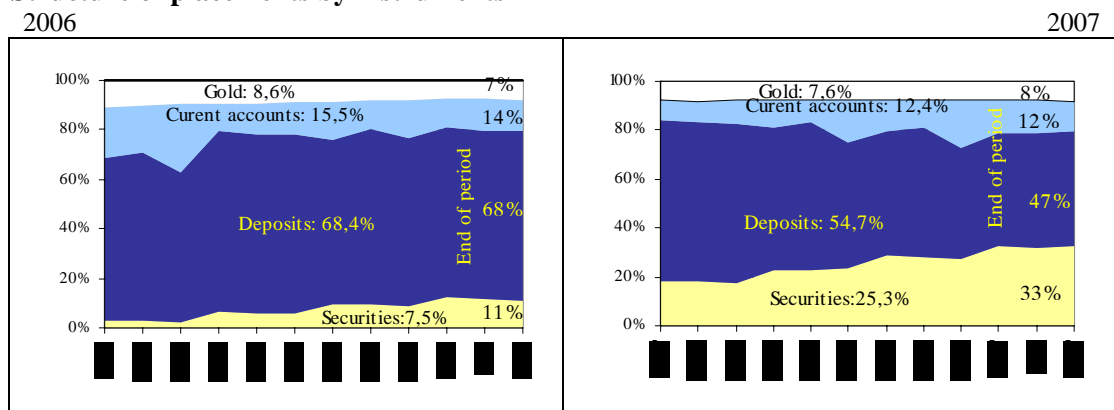 2006 2007
100%
80%
60%
40%
20%
0%
Gold: 8,6%
7%
Curent accounts: 15,5%
14%
Deposits: 68,4%
68%
End of period
Securities:7,5%
11%
100%
80%
60%
40%
20%
0%
Gold: 7,6%
8%
Curent accounts: 12,4%
12%
Deposits: 54,7%
47%
End of period
Securities:25,3%
33%